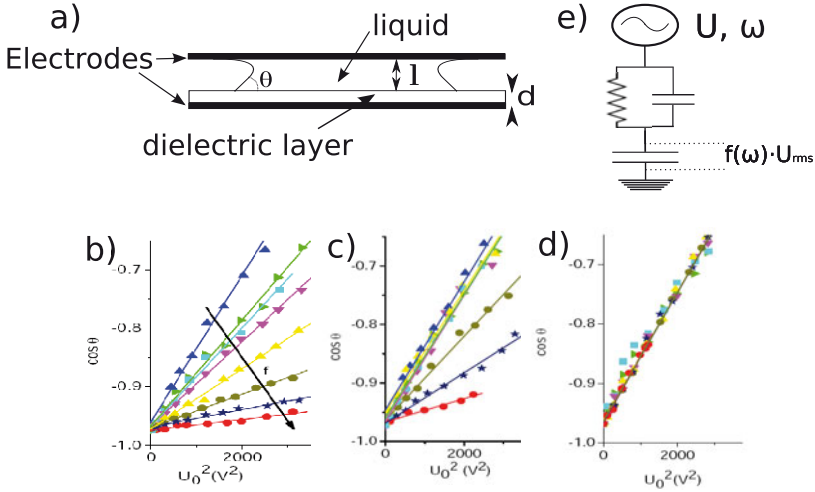 a)
liquid
Electrodes
θ
l
d
dielectric layer
e)
U, ω
f(ω)·Urms
b)
-0.7
-0.8
-0.9
-1.0
cos θ
f
0
2000
U₀² (V²)
c)
-0.7
-0.8
-0.9
-1.0
cos θ
0
2000
U₀² (V²)
d)
-0.7
-0.8
-0.9
-1.0
cos θ
0
2000
U₀² (V²)